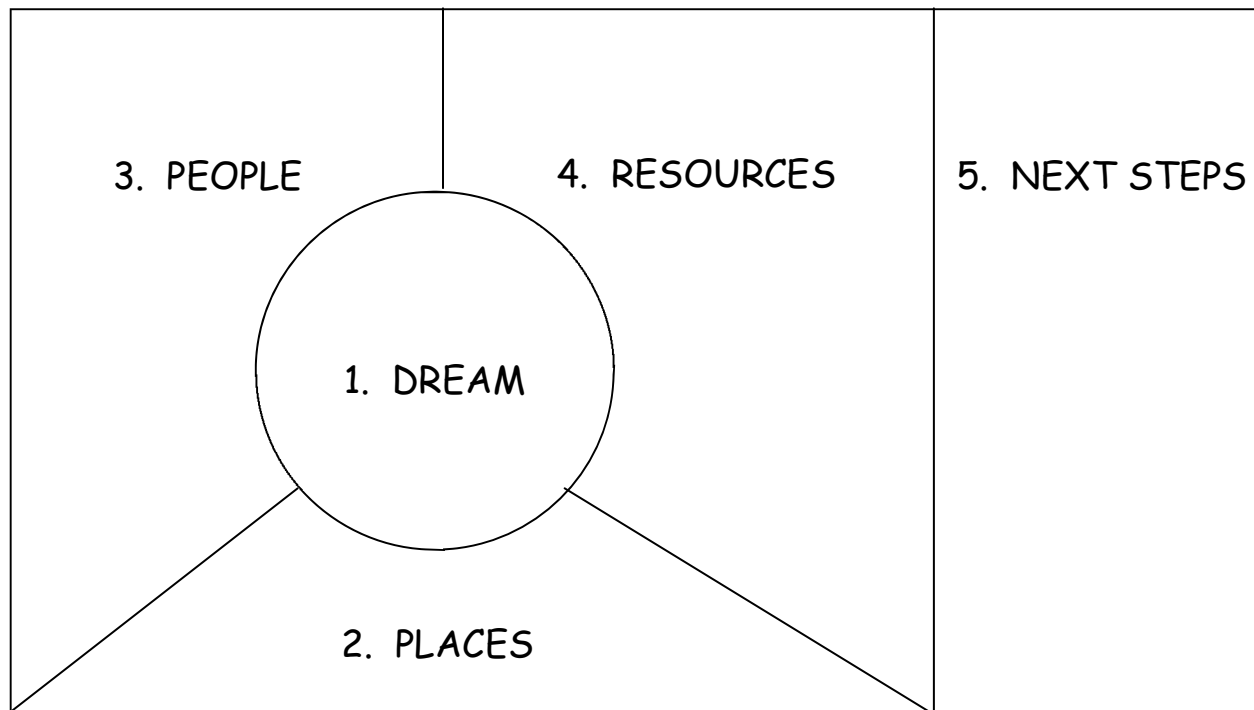 3. PEOPLE
4. RESOURCES
5. NEXT STEPS
1. DREAM
2. PLACES